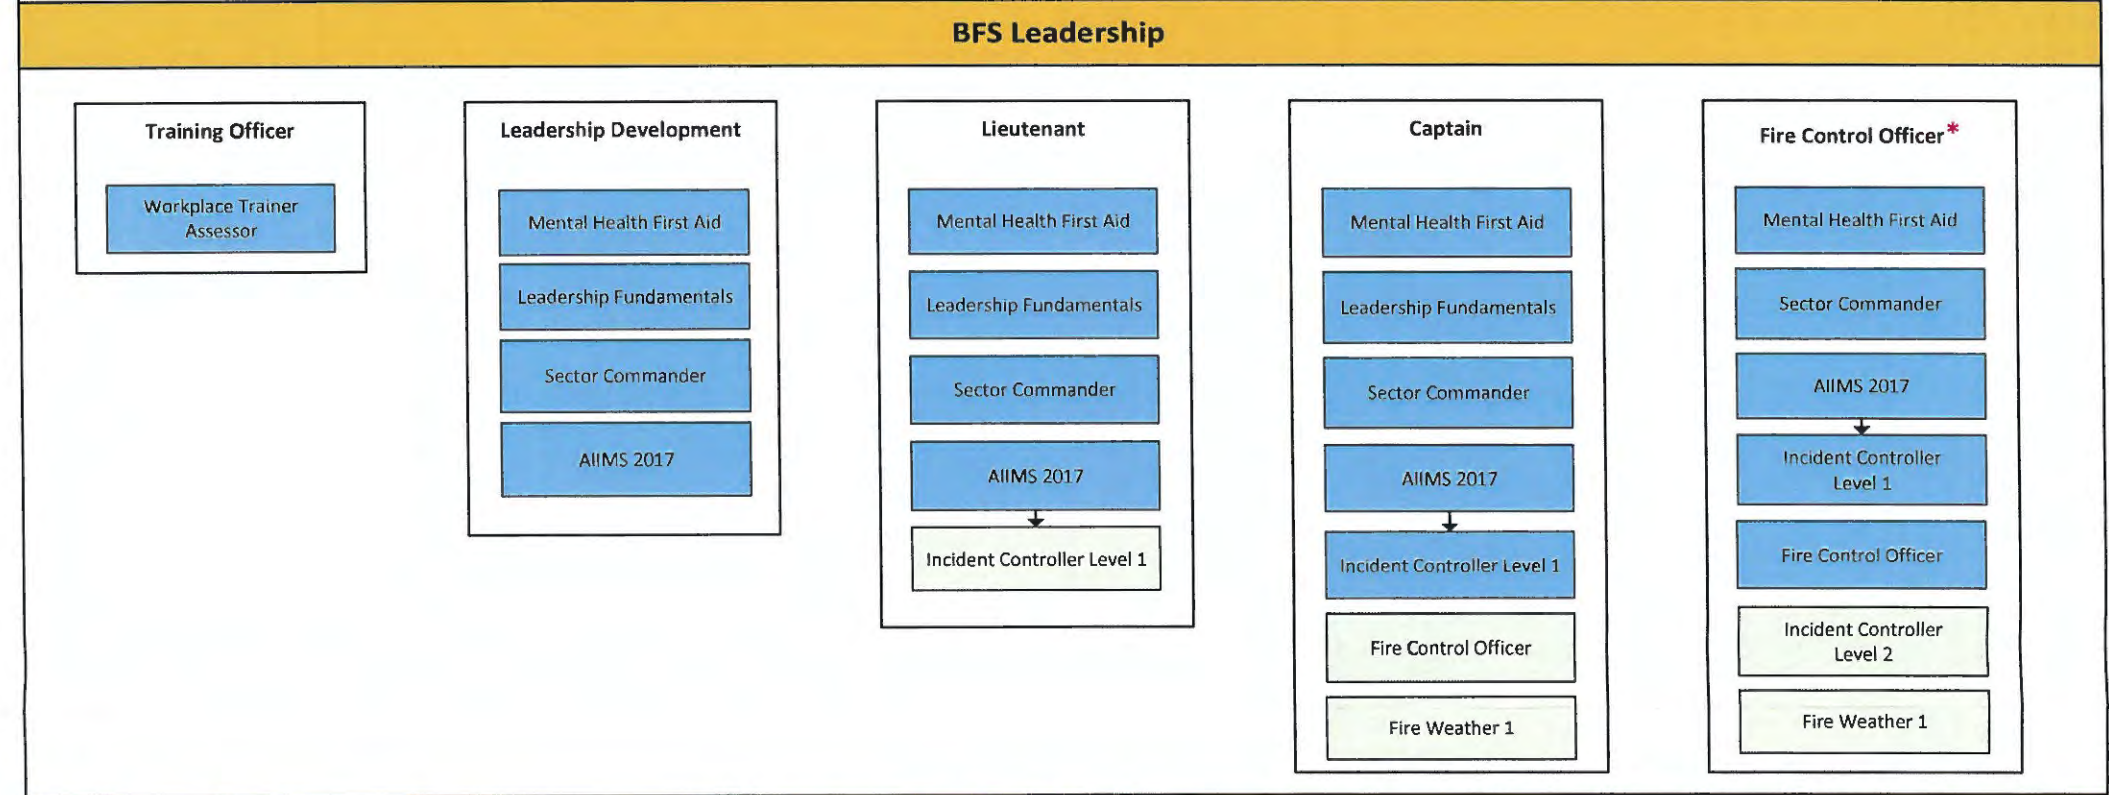 BFS Leadership
Training Officer
Workplace Trainer
Assessor
Leadership Development
Mental Health First Aid
Leadership Fundamentals
Sector Commander
AIIMS 2017
Lieutenant
Mental Health First Aid
Leadership Fundamentals
Sector Commander
AIIMS 2017
Incident Controller Level 1
Captain
Mental Health First Aid
Leadership Fundamentals
Sector Commander
AIIMS 2017
Incident Controller Level 1
Fire Control Officer
Fire Weather 1
Fire Control Officer*
Mental Health First Aid
Sector Commander
AIIMS 2017
Incident Controller
Level 1
Fire Control Officer
Incident Controller
Level 2
Fire Weather 1